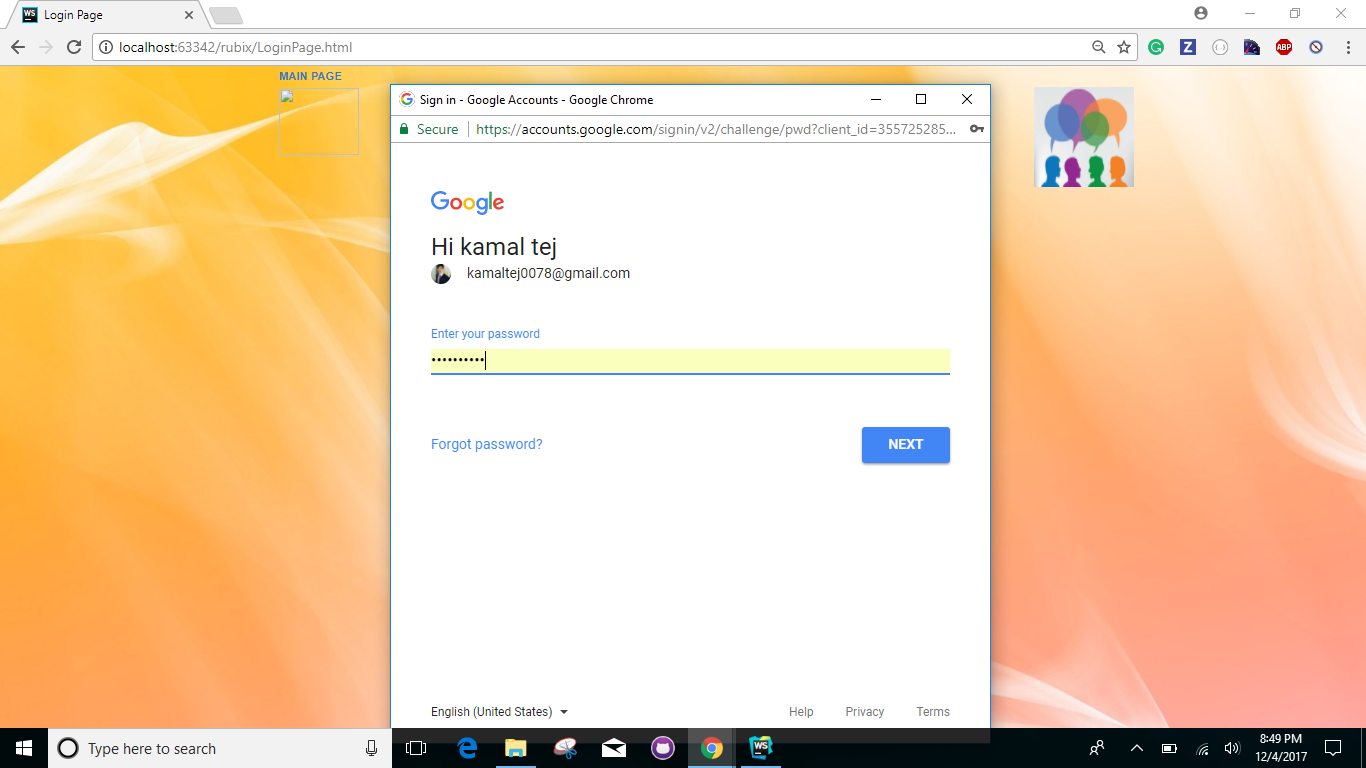 WS Login Page
localhost:63342/rubix/LoginPage.html
Z
ABP
MAIN PAGE
Sign in - Google Accounts - Google Chrome
Secure https://accounts.google.com/signin/v2/challenge/pwd?client_id=355725285...
Google
Hi kamal tej
kamaltej0078@gmail.com
Enter your password
••••••••••
Forgot password?
NEXT
English (United States)
Help Privacy Terms
Type here to search
WS
8:49 PM
12/4/2017